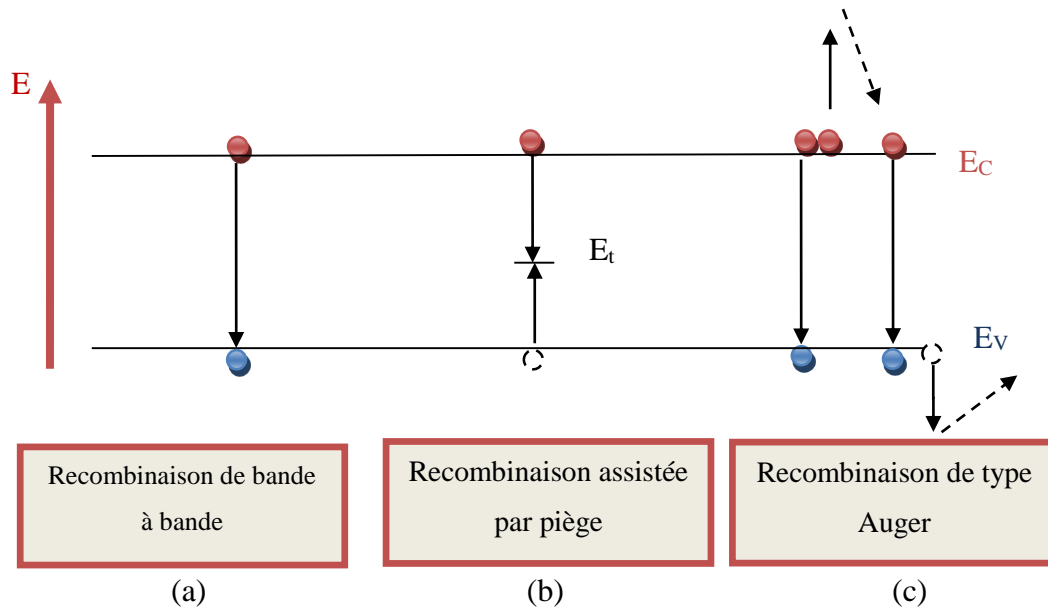 E
E_C
E_t
E_V
Recombinaison de bande
à bande
Recombinaison assistée
par piège
Recombinaison de type
Auger
(a)
(b)
(c)